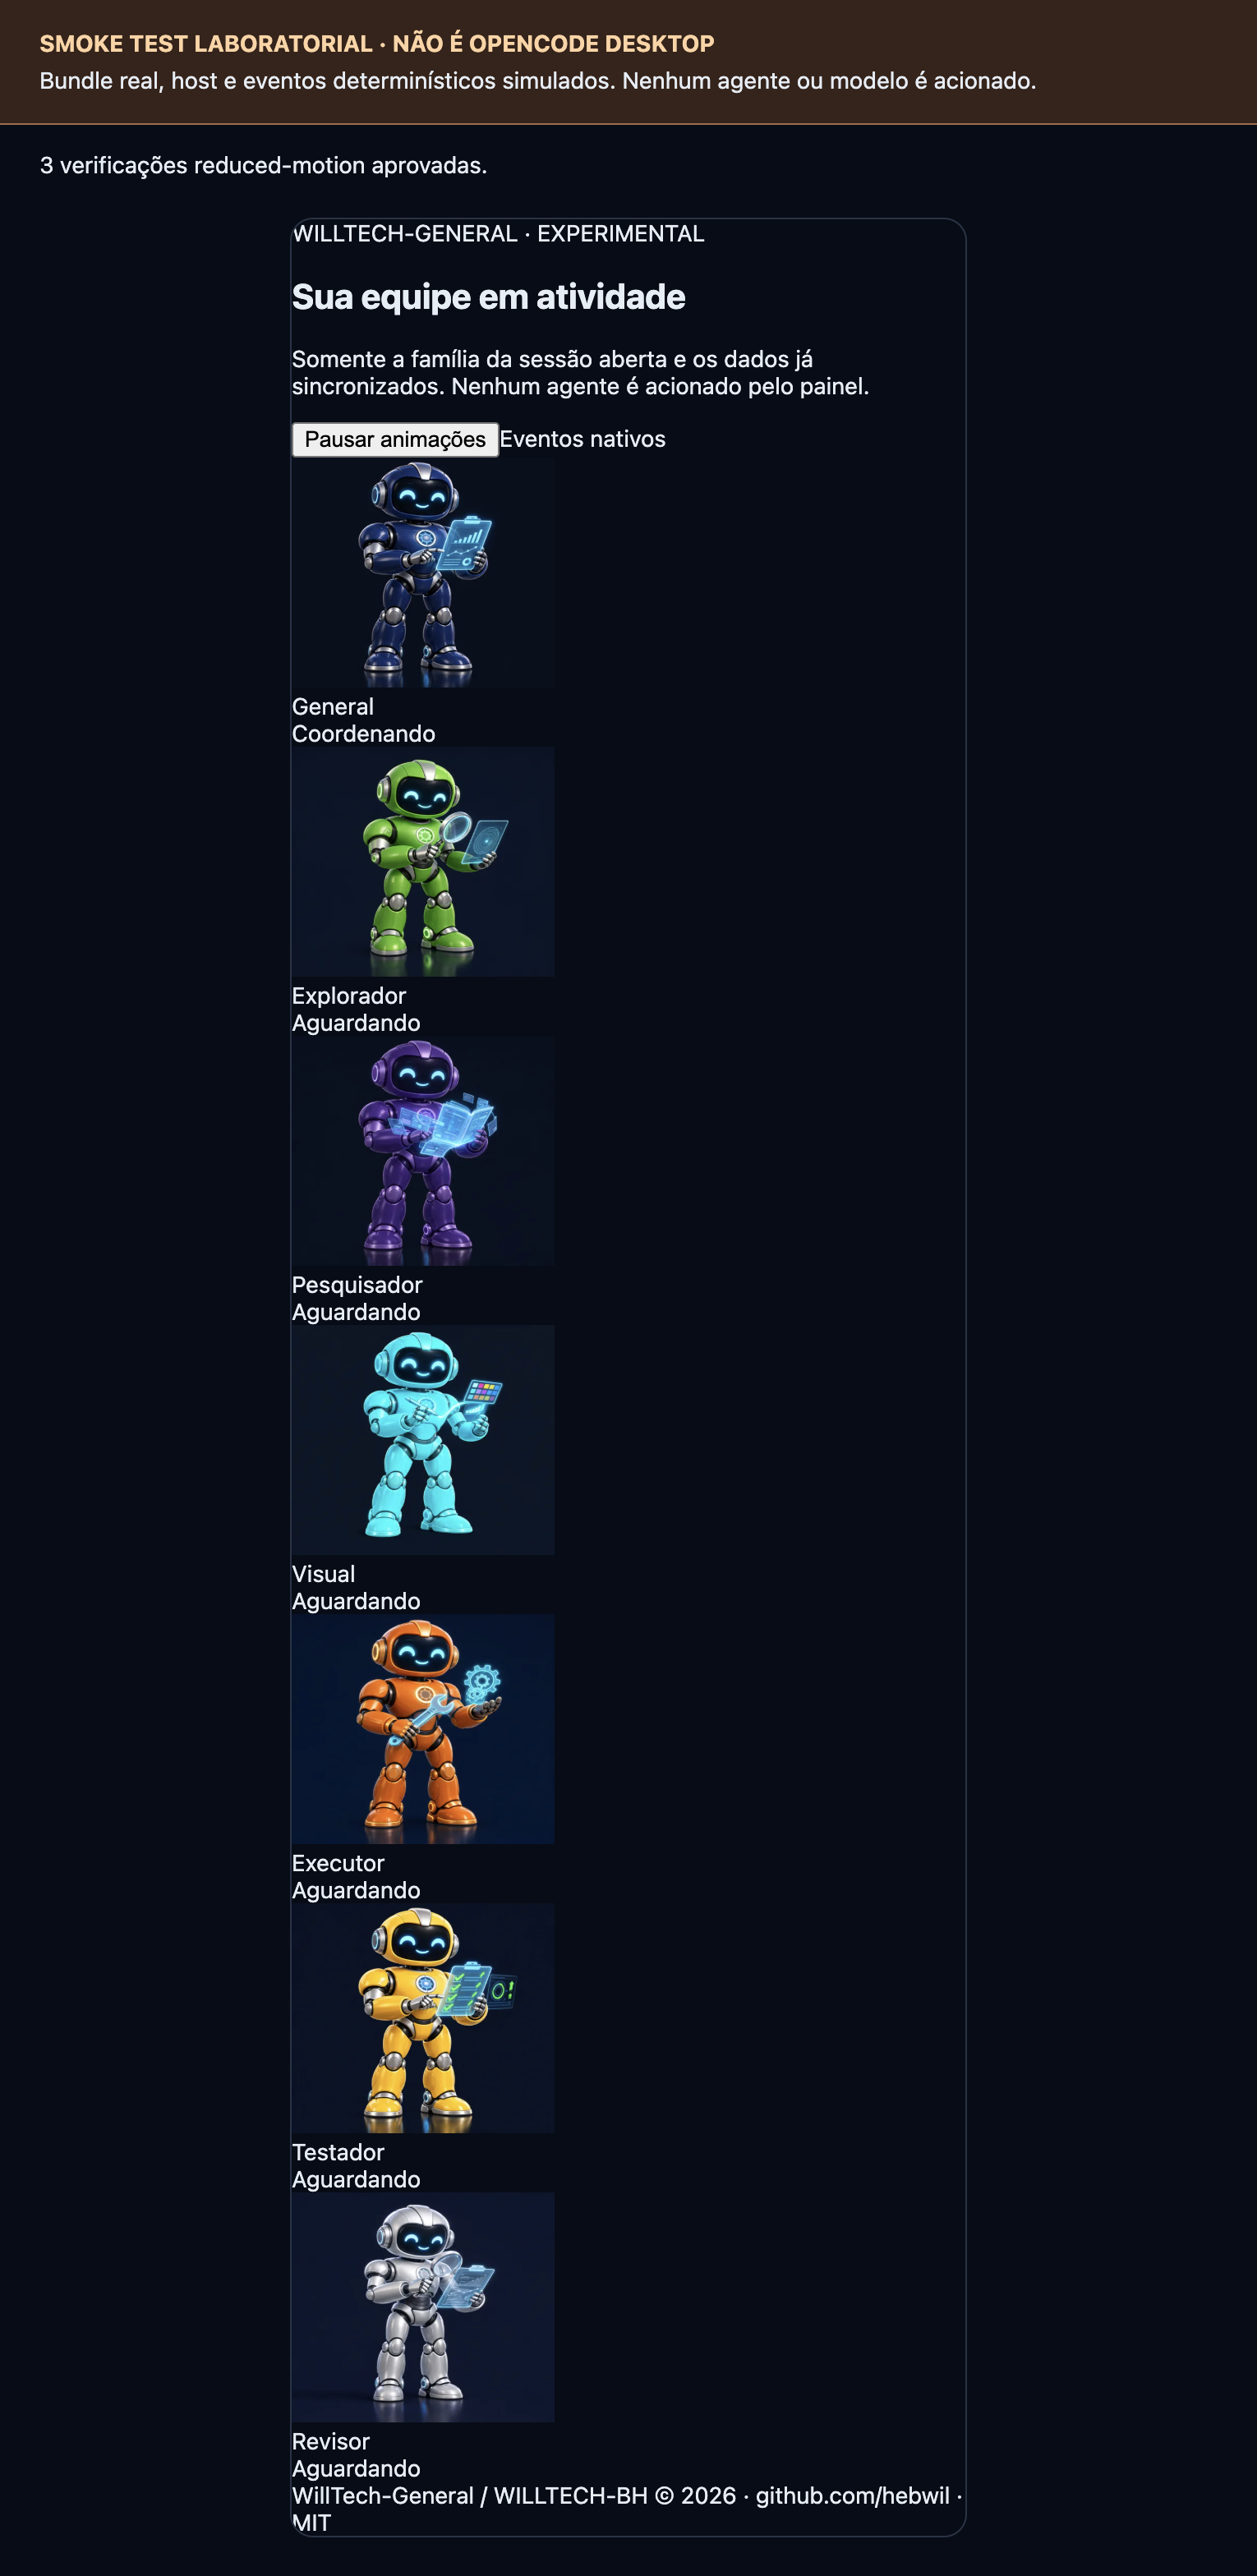 SMOKE TEST LABORATORIAL · NÃO É OPENCODE DESKTOP
Bundle real, host e eventos determinísticos simulados. Nenhum agente ou modelo é acionado.
3 verificações reduced-motion aprovadas.
WILLTECH-GENERAL · EXPERIMENTAL
Sua equipe em atividade
Somente a família da sessão aberta e os dados já
sincronizados. Nenhum agente é acionado pelo painel.
Pausar animações Eventos nativos
General
Coordenando
Explorador
Aguardando
Pesquisador
Aguardando
Visual
Aguardando
Executor
Aguardando
Testador
Aguardando
Revisor
Aguardando
WillTech-General / WILLTECH-BH © 2026 · github.com/hebwil ·
MIT